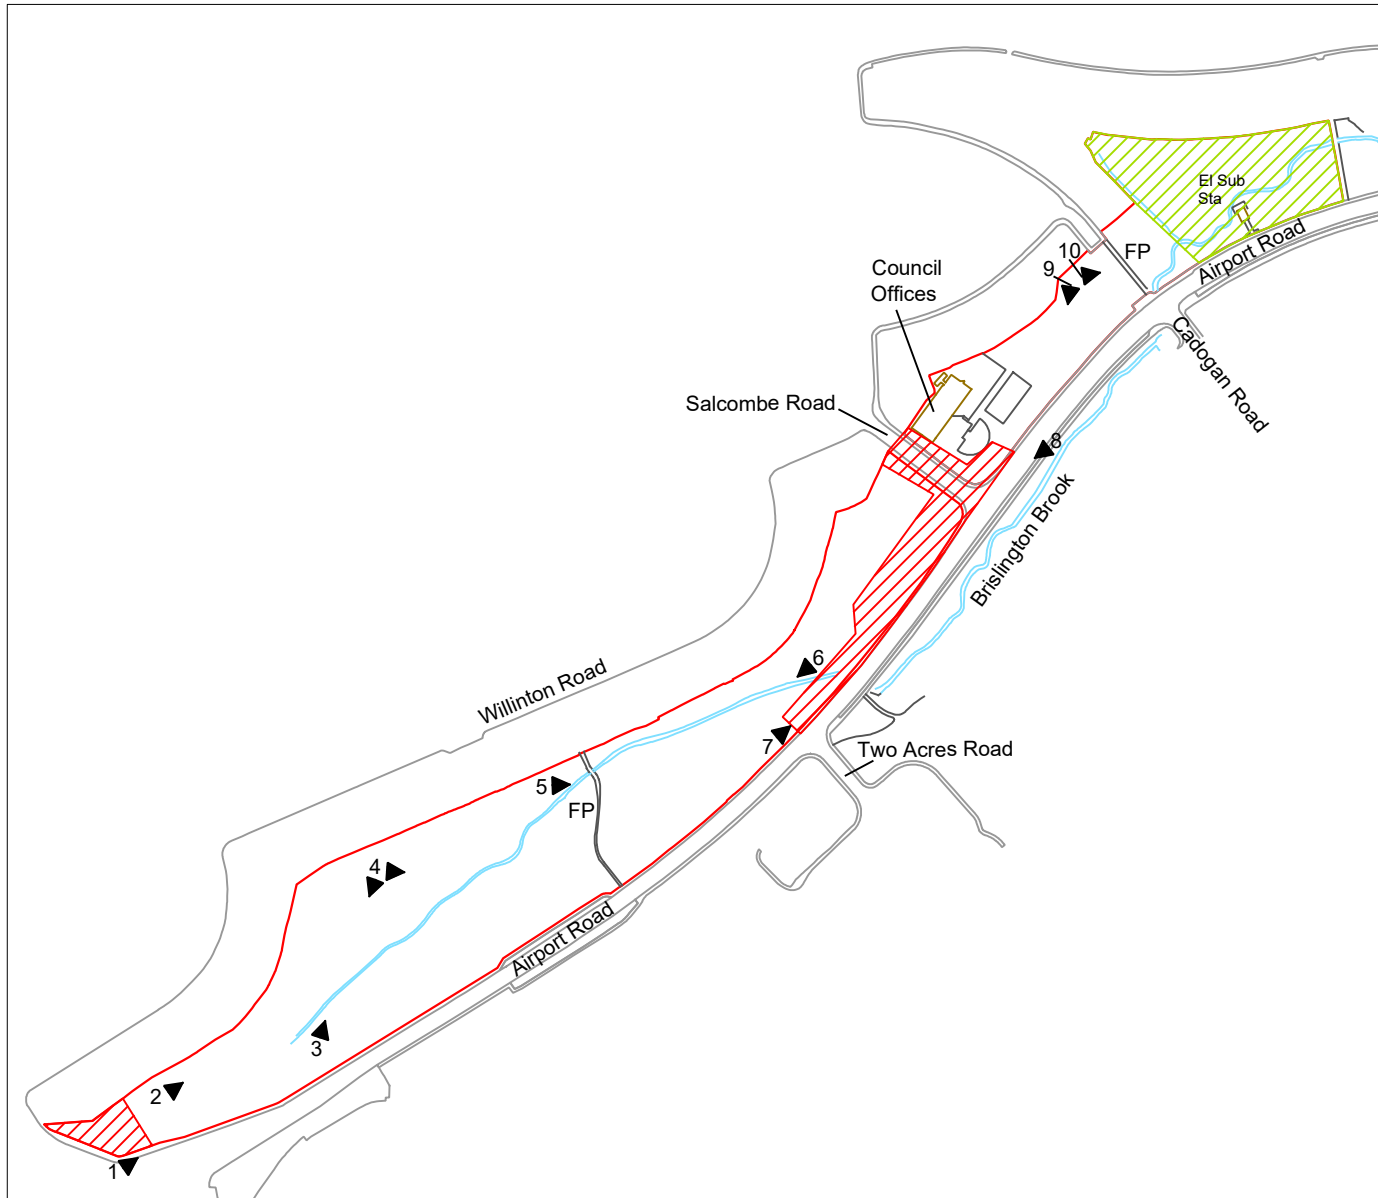 El Sub
Sta
Airport Road
FP
10
9
Council
Offices
Cadogan Road
Salcombe Road
8
Brislington Brook
6
Willinton Road
7
Two Acres Road
5
FP
4
Airport Road
3
2
1